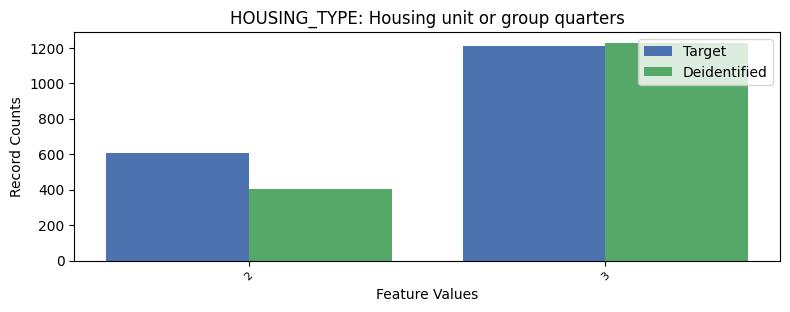 HOUSING_TYPE: Housing unit or group quarters
Target
Deidentified
Record Counts
1200
1000
800
600
400
200
0
2
3
Feature Values